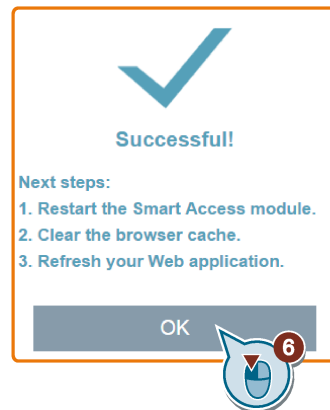 Successful!
Next steps:
1. Restart the Smart Access module.
2. Clear the browser cache.
3. Refresh your Web application.
OK
6